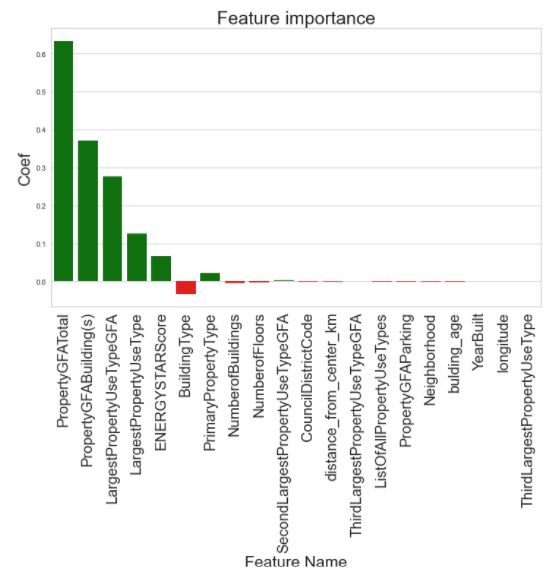 Feature importance
Coef
0.6
0.5
0.4
0.3
0.2
0.1
0.0
PropertyGFATotal
PropertyGFABuilding(s)
LargestPropertyUseTypeGFA
LargestPropertyUseType
ENERGYSTARScore
BuildingType
PrimaryPropertyType
NumberofBuildings
NumberofFloors
SecondLargestPropertyUseTypeGFA
CouncilDistrictCode
distance_from_center_km
ThirdLargestPropertyUseTypeGFA
ListOfAllPropertyUseTypes
PropertyGFAParking
Neighborhood
bulding_age
YearBuilt
longitude
ThirdLargestPropertyUseType
Feature Name